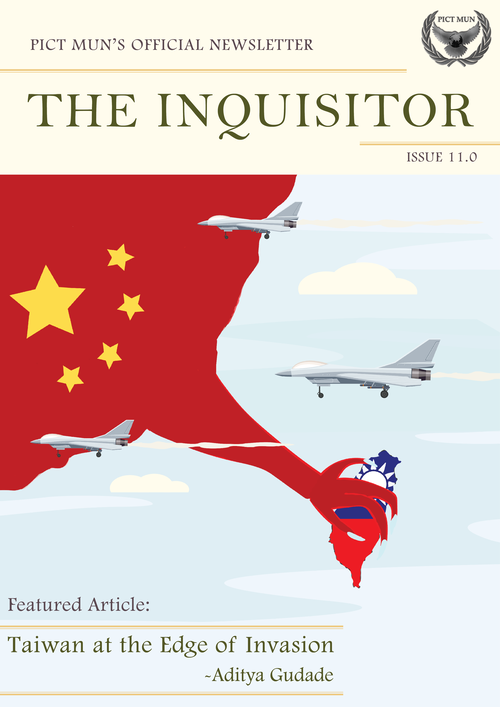 PICT MUN'S OFFICIAL NEWSLETTER
PICT MUN
THE INQUISITOR
ISSUE 11.0
Featured Article:
Taiwan at the Edge of Invasion
~Aditya Gudade